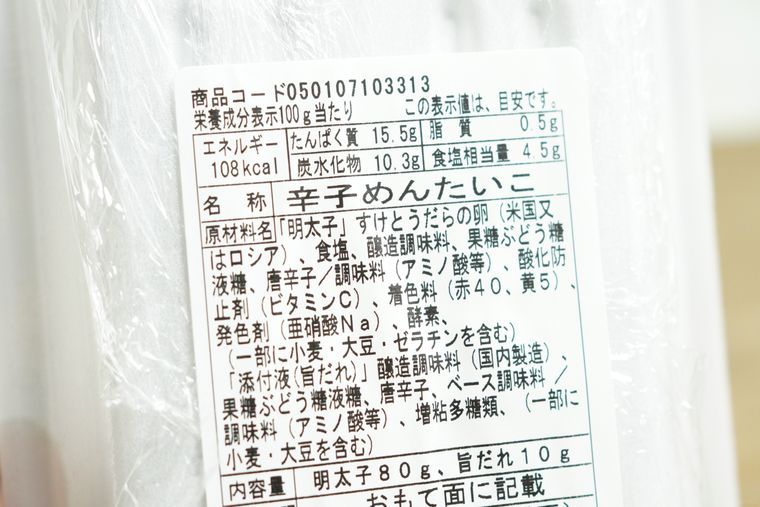 商品コード050107103313
栄養成分表示100g当たり この表示値は、目安です。
エネルギー 108kcal たんぱく質 15.5g 脂質 0.5g
炭水化物 10.3g 食塩相当量 4.5g
名称 辛子めんたいこ
原材料名 「明太子」すけとうだらの卵(米国又
はロシア)、食塩、醸造調味料、果糖ぶどう糖
液糖、唐辛子/調味料(アミノ酸等)、酸化防
止剤(ビタミンC)、着色料(赤40、黄5)、
発色剤(亜硝酸Na)、酵素、
(一部に小麦・大豆・ゼラチンを含む)
「添付液(旨だれ)」醸造調味料(国内製造)、
果糖ぶどう糖液糖、唐辛子、ベース調味料/
調味料(アミノ酸等)、増粘多糖類、(一部に
小麦・大豆を含む)
内容量 明太子80g、旨だれ10g
おもて面に記載